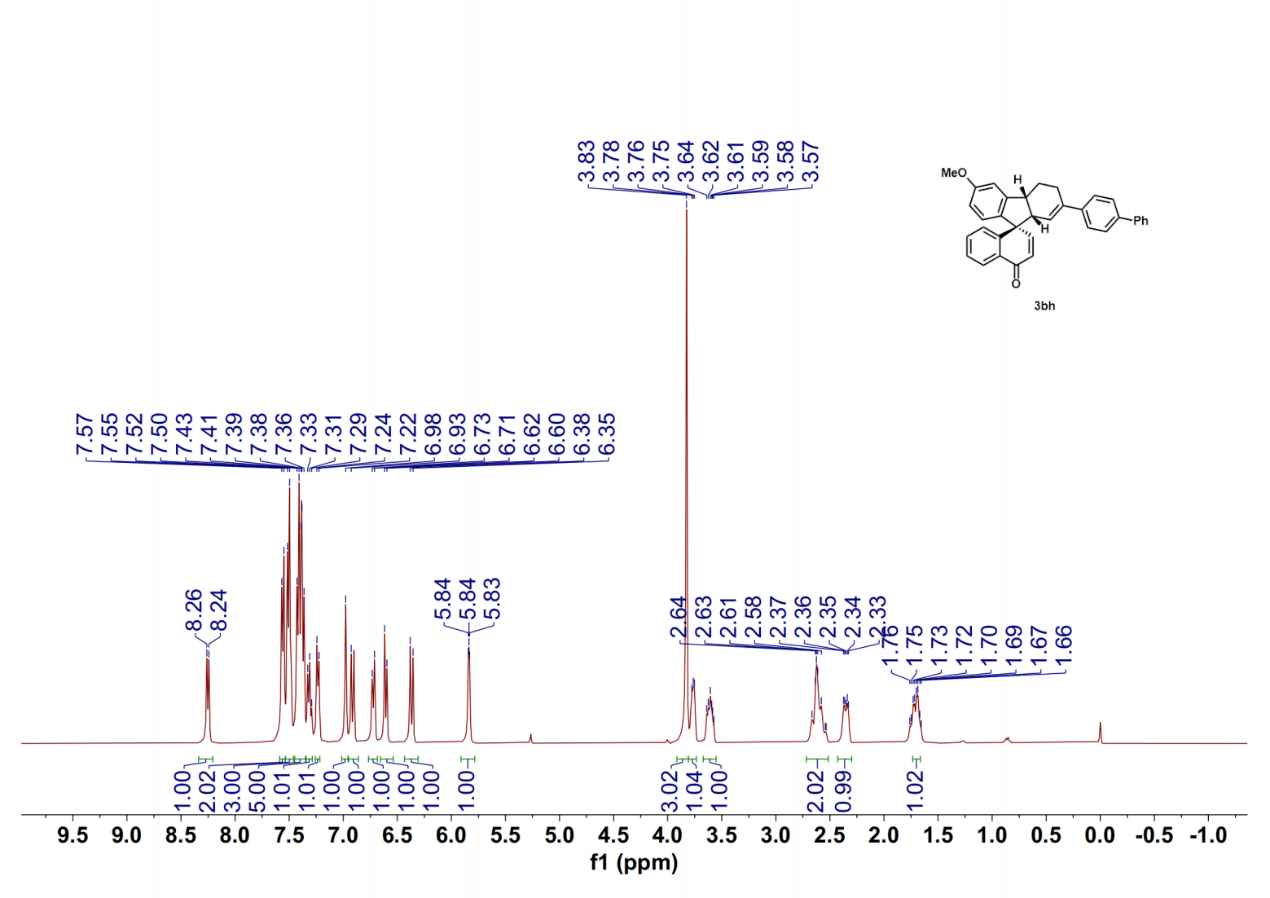 3.83 3.78 3.76 3.75 3.64 3.62 3.61 3.59 3.58 3.57
MeO
H
H
Ph
O
3bh
7.57 7.55 7.52 7.50 7.43 7.41 7.39 7.38 7.36 7.33 7.31 7.29 7.24 7.22 6.98 6.93 6.73 6.71 6.62 6.60 6.38 6.35
8.26 8.24
5.84 5.84 5.83
2.64 2.63 2.61 2.58 2.37 2.36 2.35 2.34 2.33
1.76 1.75 1.73 1.72 1.70 1.69 1.67 1.66
1.00 2.02 3.00 5.00 1.01 1.01 1.00 1.00 1.00 1.00 1.00 1.00 3.02 1.04 1.00 2.02 0.99 1.02
9.5 9.0 8.5 8.0 7.5 7.0 6.5 6.0 5.5 5.0 4.5 4.0 3.5 3.0 2.5 2.0 1.5 1.0 0.5 0.0 -0.5 -1.0
f1 (ppm)